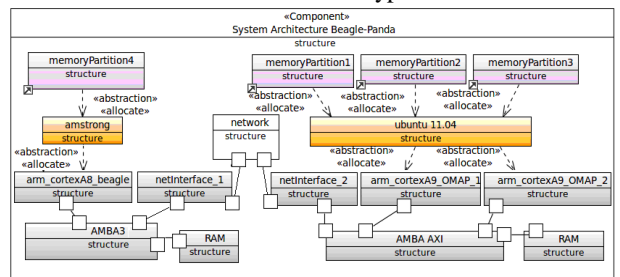 «Component»
System Architecture Beagle-Panda
structure
memoryPartition4
structure
memoryPartition1
structure
memoryPartition2
structure
memoryPartition3
structure
«abstraction»
«allocate»
«abstraction»
«allocate»
«abstraction»
«allocate»
«abstraction»
«allocate»
amstrong
structure
network
structure
ubuntu 11.04
structure
«abstraction»
«allocate»
«abstraction»
«allocate»
«abstraction»
«allocate»
arm_cortexA8_beagle
structure
netInterface_1
structure
netInterface_2
structure
arm_cortexA9_OMAP_1
structure
arm_cortexA9_OMAP_2
structure
AMBA3
structure
RAM
structure
AMBA AXI
structure
RAM
structure